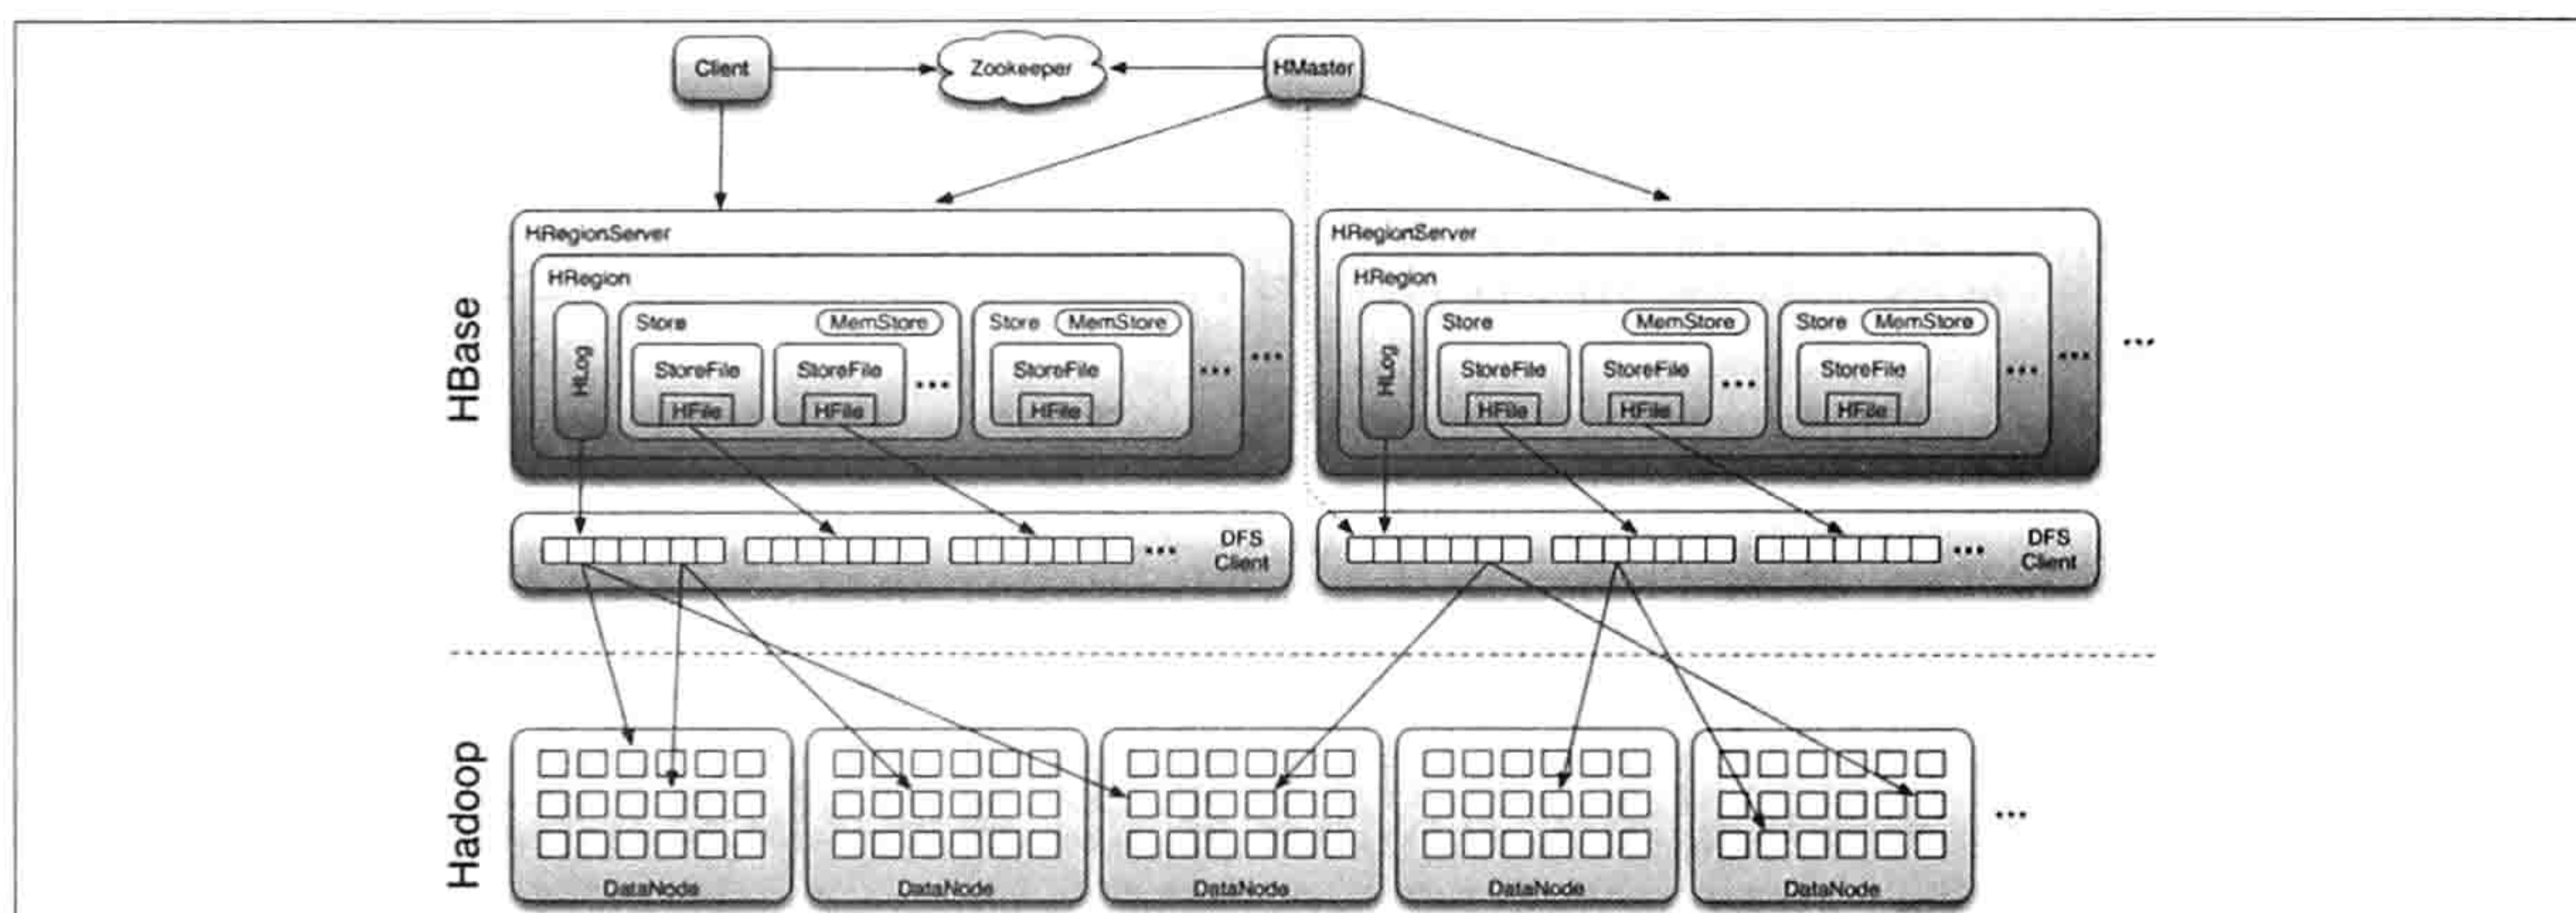 Client
Zookeeper
HMaster
HBase
HRegionServer
HRegion
HLog
Store
MemStore
StoreFile
HFile
StoreFile
HFile
...
Store
MemStore
StoreFile
HFile
...
...
HRegionServer
HRegion
HLog
Store
MemStore
StoreFile
HFile
StoreFile
HFile
...
Store
MemStore
StoreFile
HFile
...
...
...
...
DFS
Client
...
DFS
Client
Hadoop
DataNode
DataNode
DataNode
DataNode
DataNode
...